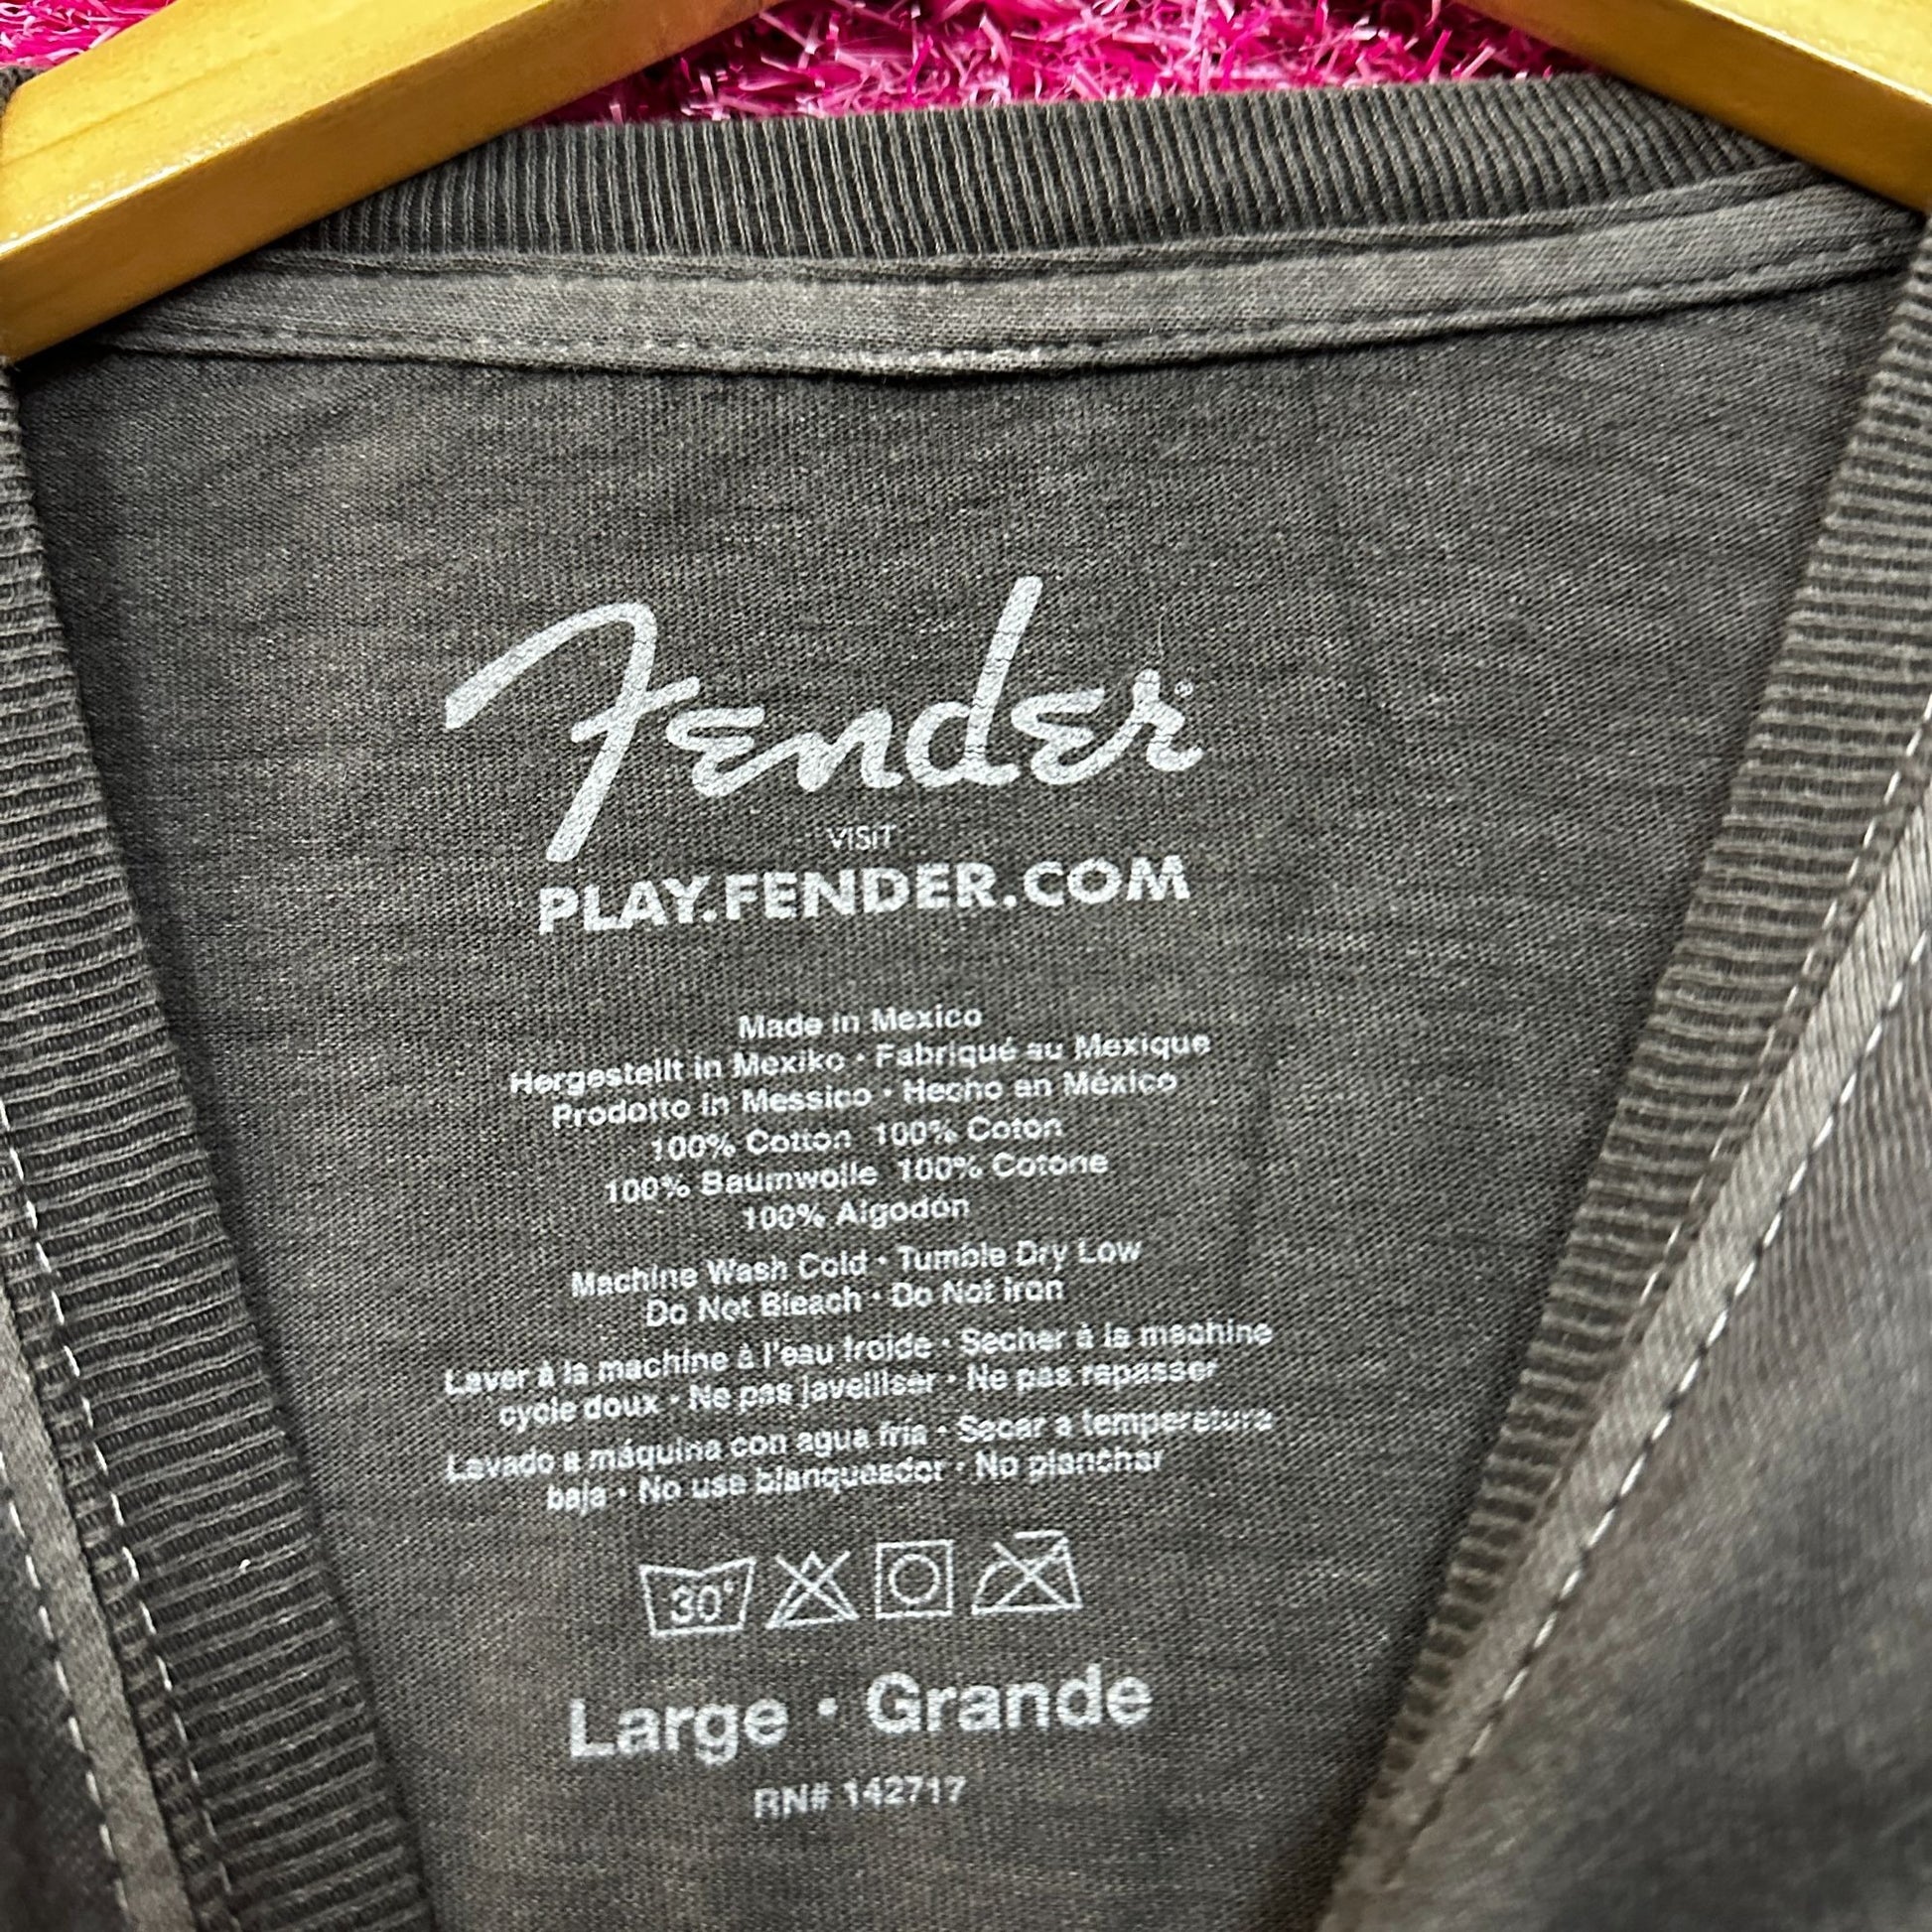 Fender®
VISIT
PLAY.FENDER.COM
Made in Mexico
Hergestellt in Mexiko • Fabriqué au Mexique
Prodotto in Messico • Hecho en México
100% Cotton 100% Coton
100% Baumwolle 100% Cotone
100% Algodón
Machine Wash Cold • Tumble Dry Low
Do Not Bleach • Do Not Iron
Laver à la machine à l'eau froide • Secher à la machine
cycle doux • Ne pas javelliser • Ne pas repasser
Lavado a máquina con agua fria • Secar a temperatura
baja • No use blanqueador • No planchar
30°
Large • Grande
RN# 142717